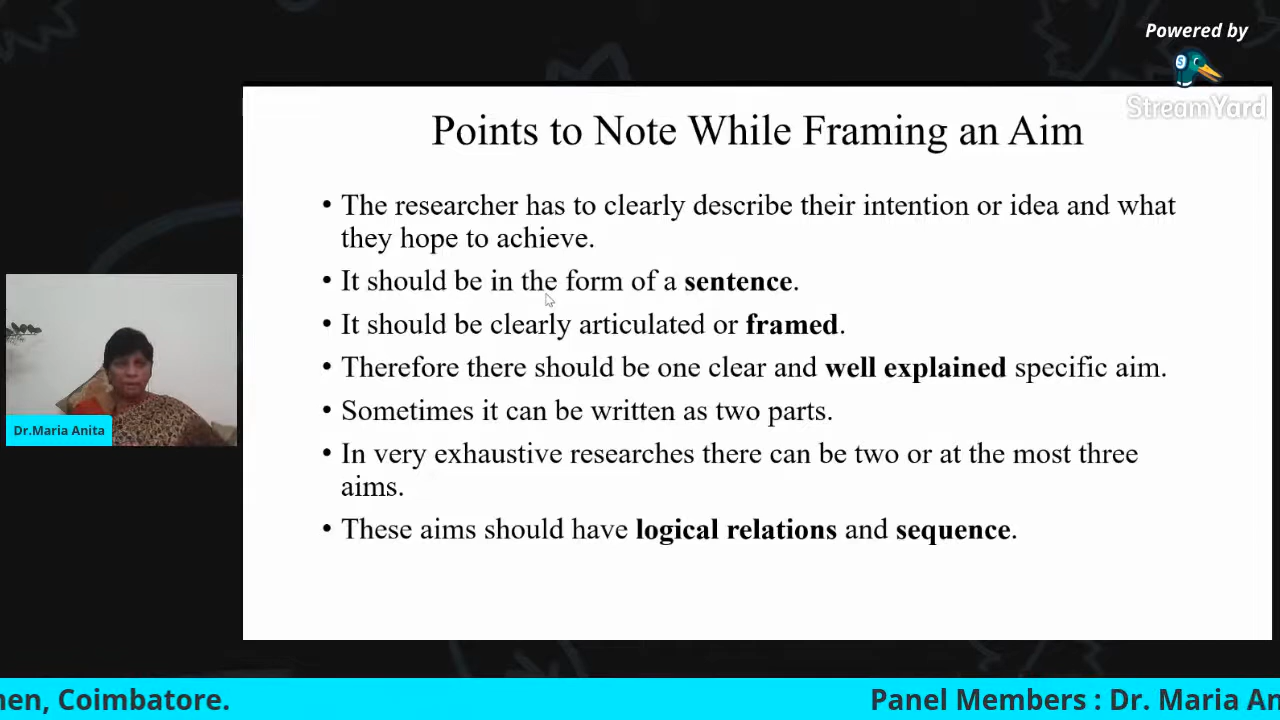 Powered by
StreamYard
Points to Note While Framing an Aim
• The researcher has to clearly describe their intention or idea and what
they hope to achieve.
• It should be in the form of a sentence.
• It should be clearly articulated or framed.
• Therefore there should be one clear and well explained specific aim.
• Sometimes it can be written as two parts.
• In very exhaustive researches there can be two or at the most three
aims.
• These aims should have logical relations and sequence.
Dr.Maria Anita
nen, Coimbatore.
Panel Members : Dr. Maria An